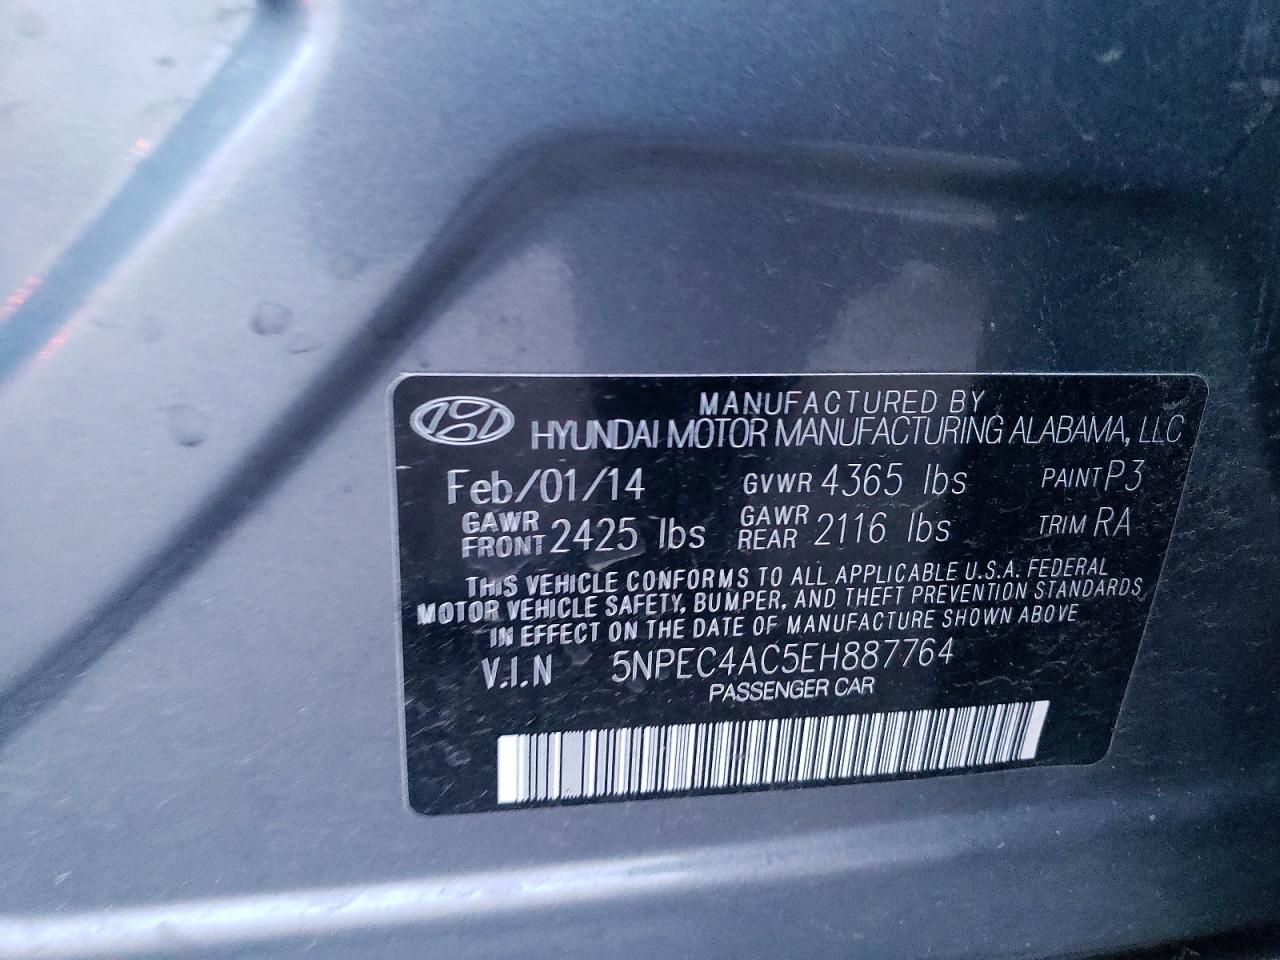 MANUFACTURED BY
HYUNDAI MOTOR MANUFACTURING ALABAMA, LLC
Feb/01/14 GVWR 4365 lbs PAINT P3
GAWR FRONT 2425 lbs GAWR REAR 2116 lbs TRIM RA
THIS VEHICLE CONFORMS TO ALL APPLICABLE U.S.A. FEDERAL
MOTOR VEHICLE SAFETY, BUMPER, AND THEFT PREVENTION STANDARDS
IN EFFECT ON THE DATE OF MANUFACTURE SHOWN ABOVE
V.I.N 5NPEC4AC5EH887764
PASSENGER CAR